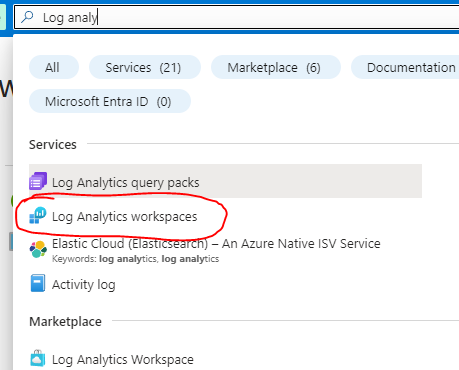 Log analy
All
Services (21)
Marketplace (6)
Documentation
Microsoft Entra ID (0)
Services
Log Analytics query packs
Log Analytics workspaces
Elastic Cloud (Elasticsearch) – An Azure Native ISV Service
Keywords: log analytics, log analytics
Activity log
Marketplace
Log Analytics Workspace